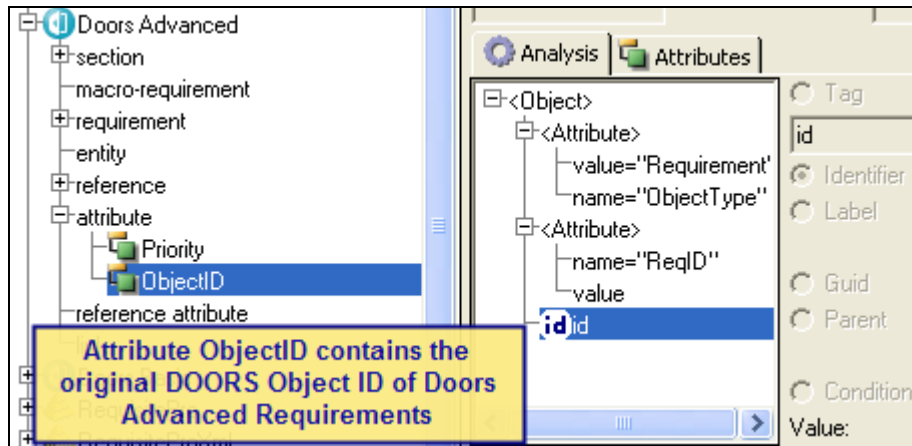 Doors Advanced
section
macro-requirement
requirement
entity
reference
attribute
Priority
ObjectID
reference attribute
Attribute ObjectID contains the
original DOORS Object ID of Doors
Advanced Requirements
Analysis
Attributes
<Object>
<Attribute>
value="Requirement"
name="ObjectType"
<Attribute>
name="ReqID"
value
id id
Tag
id
Identifier
Label
Guid
Parent
Condition
Value: